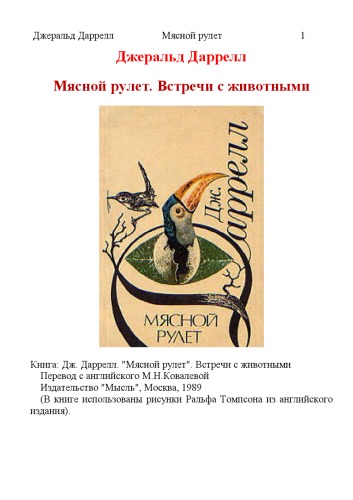 Джеральд Даррелл Мясной рулет 1
Джеральд Даррелл
Мясной рулет. Встречи с животными
Дж. Даррелл
МЯСНОЙ
РУЛЕТ
Книга: Дж. Даррелл. "Мясной рулет". Встречи с животными
Перевод с английского М.Н.Ковалевой
Издательство "Мысль", Москва, 1989
(В книге использованы рисунки Ральфа Томпсона из английского
издания).